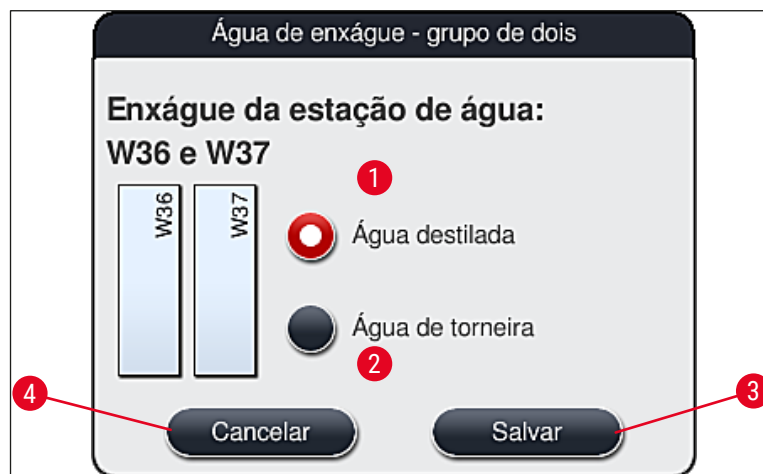 Água de enxágue - grupo de dois
Enxágue da estação de água:
W36 e W37
W36
W37
1
Água destilada
Água de torneira
2
4
3
Cancelar
Salvar